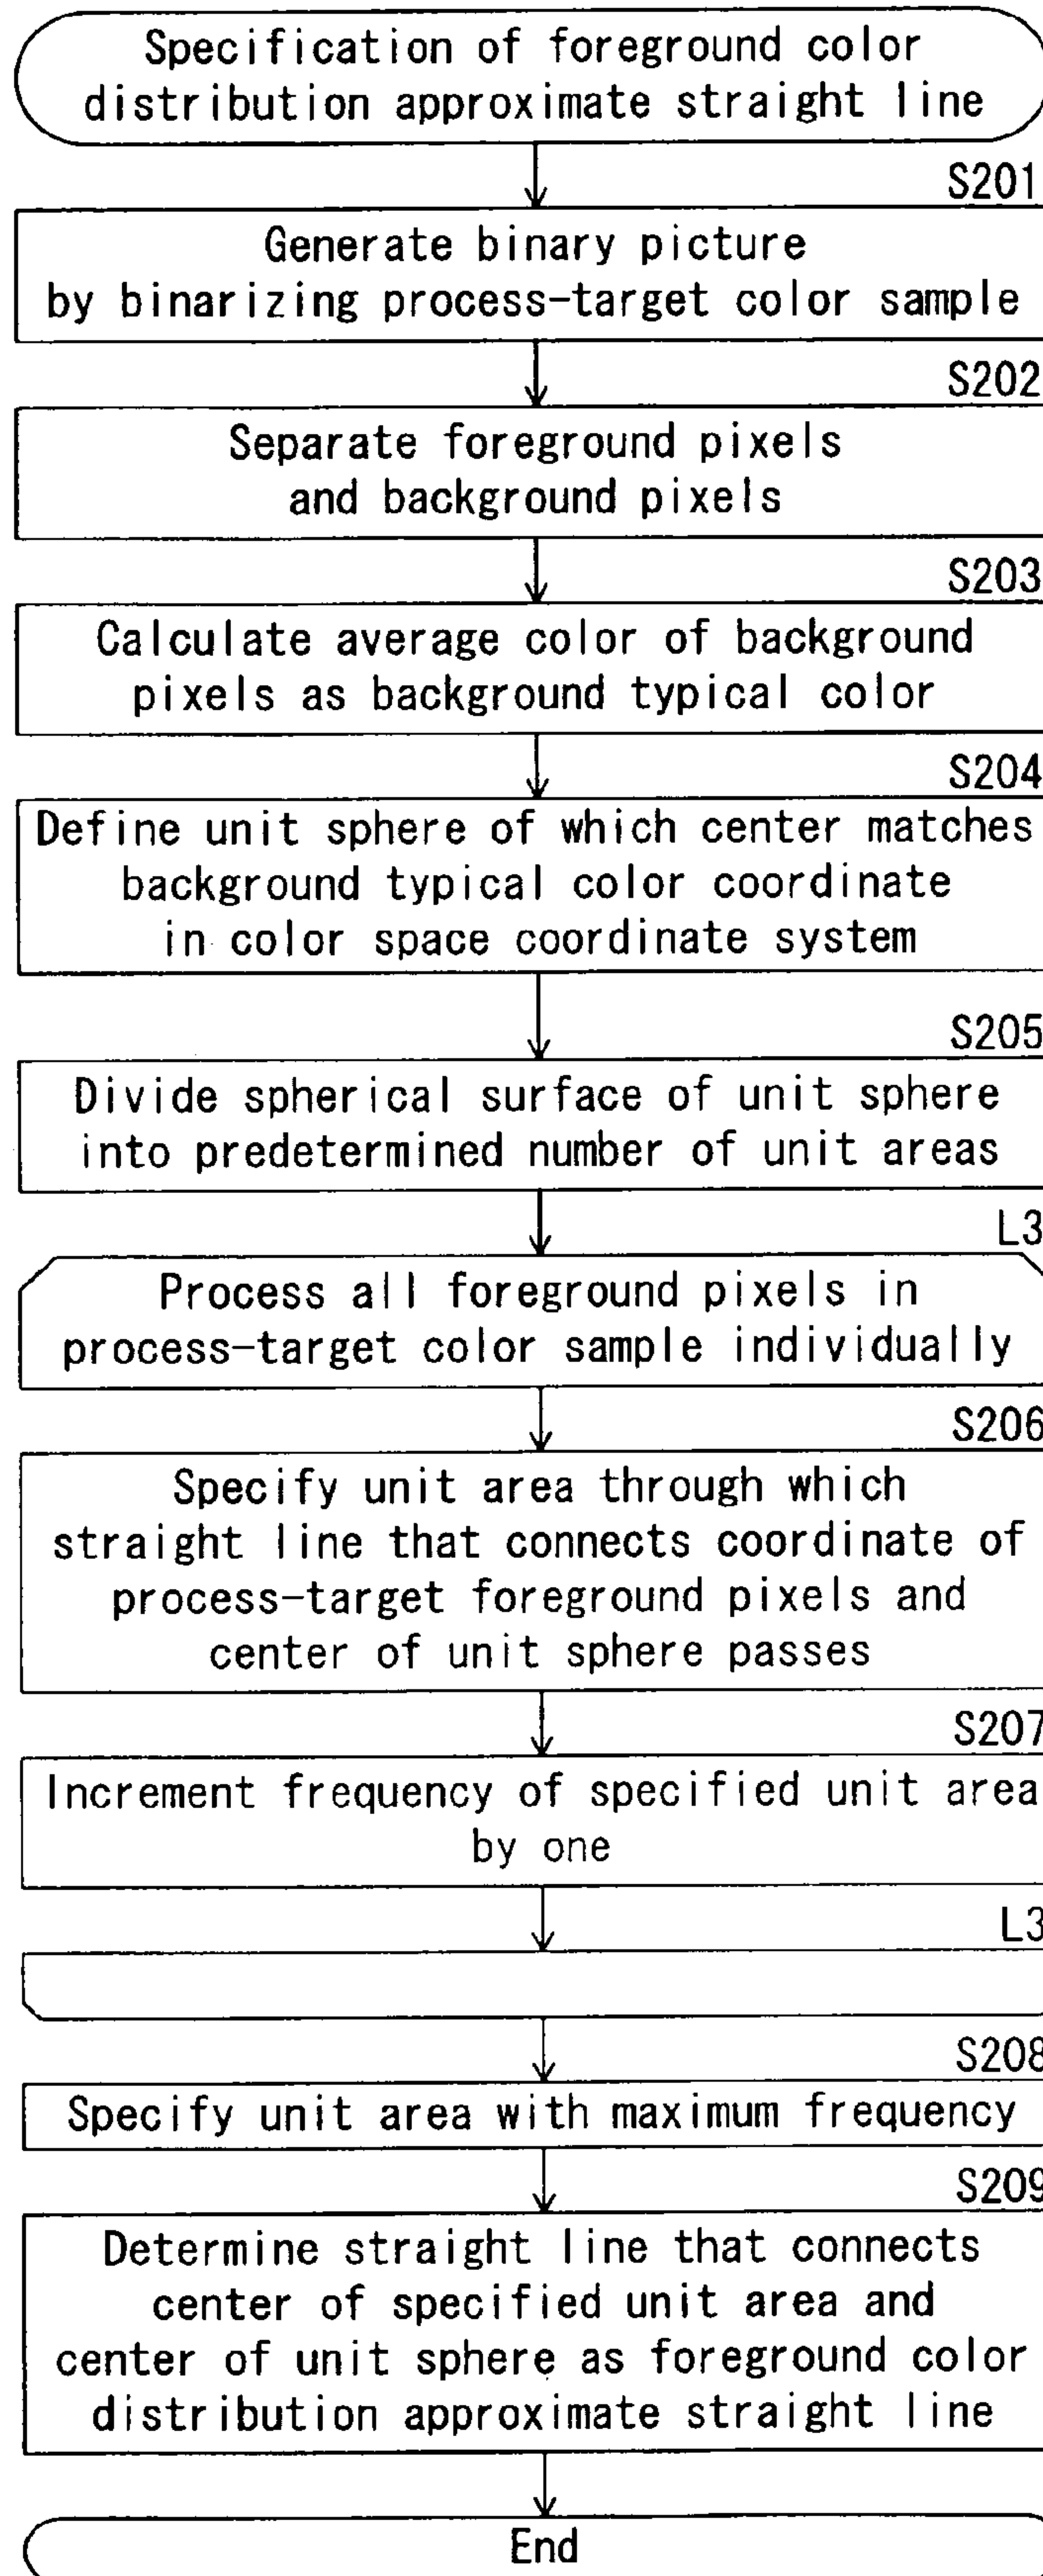 Specification of foreground color
distribution approximate straight line
S201
Generate binary picture
by binarizing process-target color sample
S202
Separate foreground pixels
and background pixels
S203
Calculate average color of background
pixels as background typical color
S204
Define unit sphere of which center matches
background typical color coordinate
in color space coordinate system
S205
Divide spherical surface of unit sphere
into predetermined number of unit areas
L3
Process all foreground pixels in
process-target color sample individually
S206
Specify unit area through which
straight line that connects coordinate of
process-target foreground pixels and
center of unit sphere passes
S207
Increment frequency of specified unit area
by one
L3
S208
Specify unit area with maximum frequency
S209
Determine straight line that connects
center of specified unit area and
center of unit sphere as foreground color
distribution approximate straight line
End